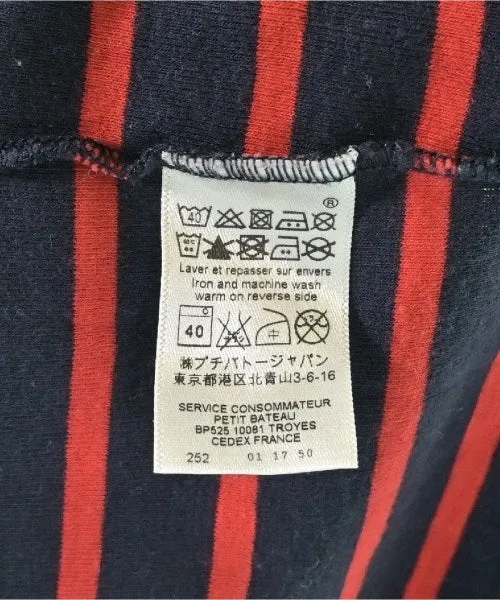 ®
40
40°C
Laver et repasser sur envers
Iron and machine wash
warm on reverse side
40
㈱プチバトージャパン
東京都港区北青山3-6-16
SERVICE CONSOMMATEUR
PETIT BATEAU
BP525 10081 TROYES
CEDEX FRANCE
252 01 17 50